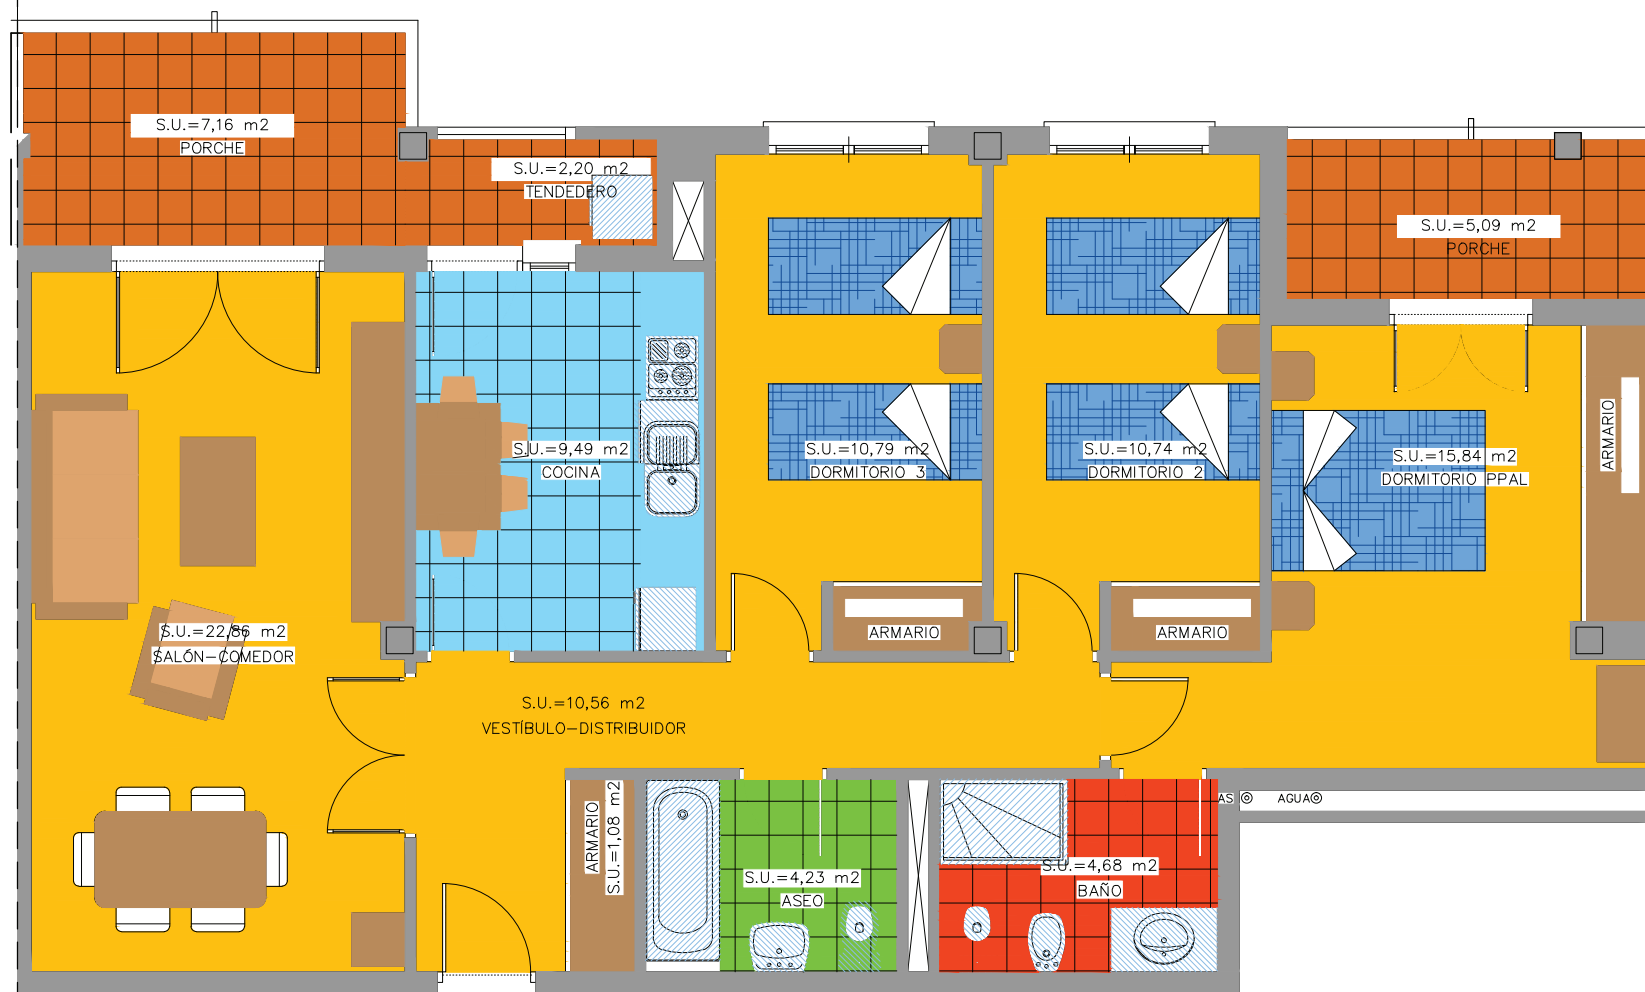 S.U.=7,16 m2
PORCHE
S.U.=2,20 m2
TENDEDERO
S.U.=5,09 m2
PORCHE
S.U.=9,49 m2
COCINA
S.U.=10,79 m2
DORMITORIO 3
S.U.=10,74 m2
DORMITORIO 2
S.U.=15,84 m2
DORMITORIO PPAL
ARMARIO
S.U.=22,86 m2
SALÓN-COMEDOR
ARMARIO
ARMARIO
S.U.=10,56 m2
VESTÍBULO-DISTRIBUIDOR
ARMARIO
S.U.=1,08 m2
S.U.=4,23 m2
ASEO
S.U.=4,68 m2
BAÑO
AS
AGUA